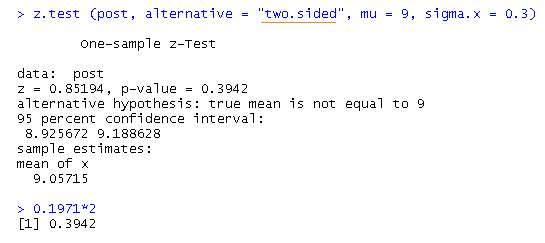 > z.test (post, alternative = "two.sided", mu = 9, sigma.x = 0.3)
One-sample z-Test
data:  post
z = 0.85194, p-value = 0.3942
alternative hypothesis: true mean is not equal to 9
95 percent confidence interval:
 8.925672 9.188628
sample estimates:
mean of x
  9.05715
> 0.1971*2
[1] 0.3942